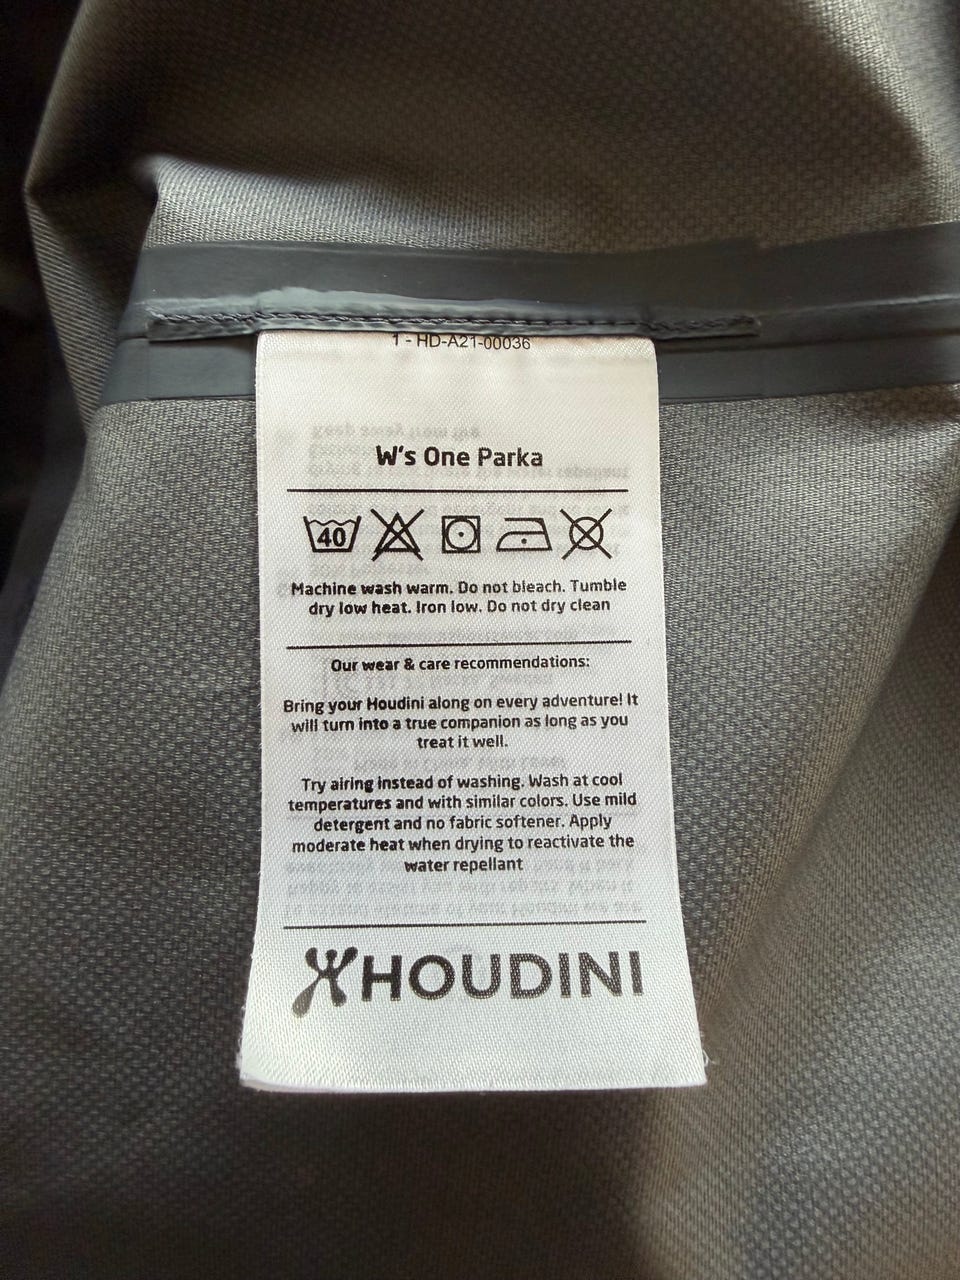 1 - HD-A21-00036
W's One Parka
40
Machine wash warm. Do not bleach. Tumble
dry low heat. Iron low. Do not dry clean
Our wear & care recommendations:
Bring your Houdini along on every adventure! It
will turn into a true companion as long as you
treat it well.
Try airing instead of washing. Wash at cool
temperatures and with similar colors. Use mild
detergent and no fabric softener. Apply
moderate heat when drying to reactivate the
water repellant
HOUDINI